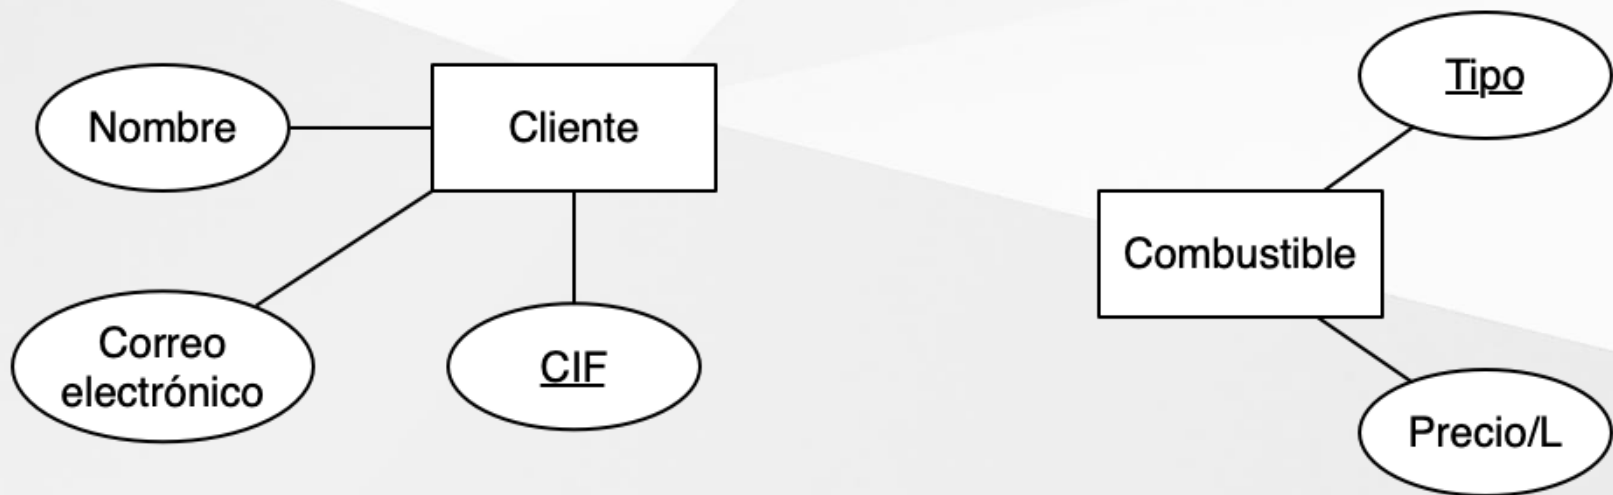 Tipo
Nombre
Cliente
Combustible
Correo
electrónico
CIF
Precio/L